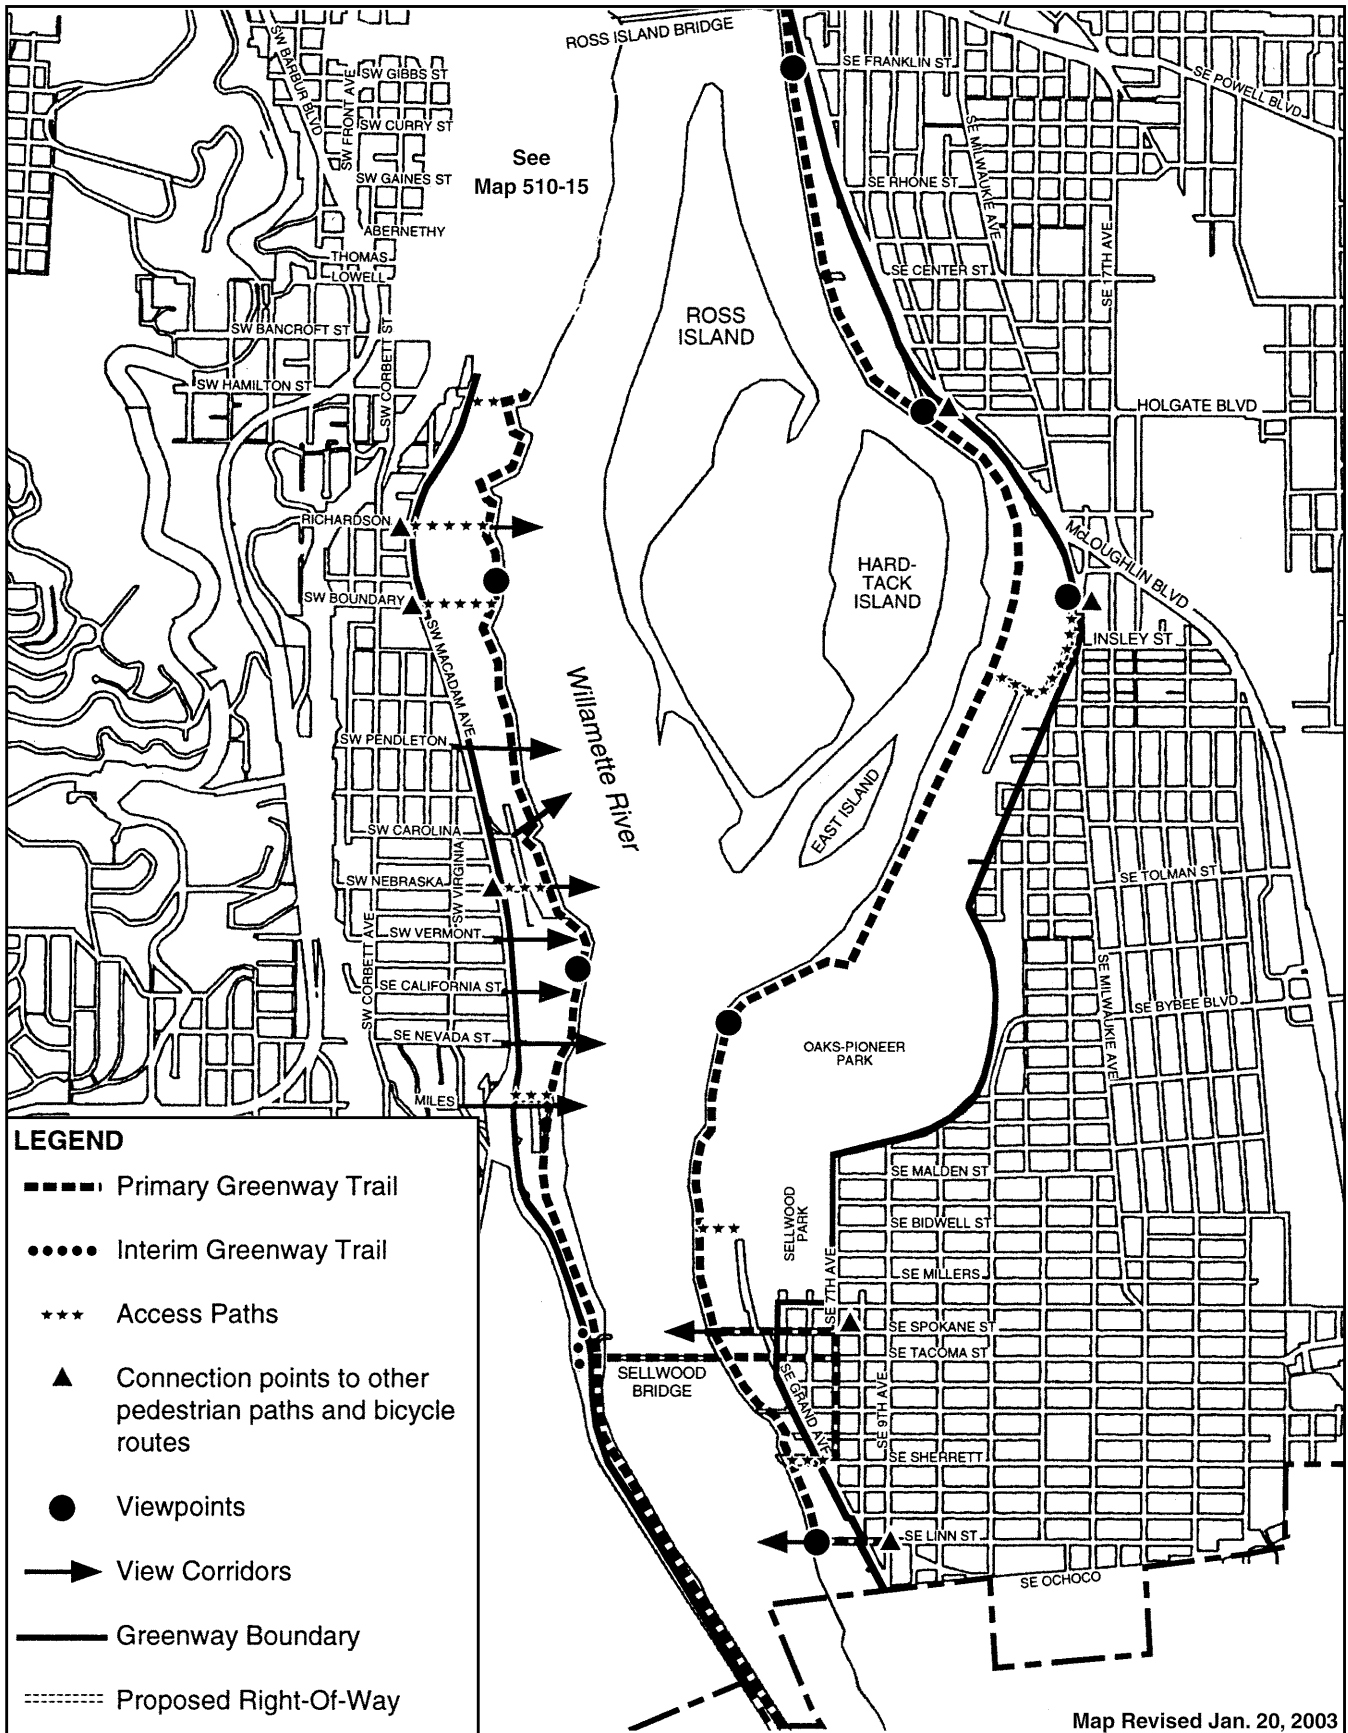 ROSS ISLAND BRIDGE
SW BARBUR BLVD
SW FRONT AVE
SW GIBBS ST
SW CURRY ST
SW GAINES ST
ABERNETHY
THOMAS
LOWELL
SW BANCROFT ST
SW HAMILTON ST
SW CORBETT ST
See
Map 510-15
SE FRANKLIN ST
SE POWELL BLVD
SE MILWAUKIE AVE
SE RHONE ST
SE 17TH AVE
SE CENTER ST
ROSS
ISLAND
HOLGATE BLVD
RICHARDSON
SW BOUNDARY
SW MACADAM AVE
HARD-
TACK
ISLAND
McLOUGHLIN BLVD
LINSLEY ST
Willamette River
SW PENDLETON
EAST ISLAND
SW CAROLINA
SW VIRGINIA
SW NEBRASKA
SW CORBETT AVE
SW VERMONT
SE CALIFORNIA ST
SE NEVADA ST
MILES
SE TOLMAN ST
SE MILWAUKIE AVE
SE BYBEE BLVD
OAKS-PIONEER
PARK
SE MALDEN ST
SELLWOOD
PARK
SE BIDWELL ST
SE 7TH AVE
SE MILLERS
SE SPOKANE ST
SE TACOMA ST
SELLWOOD
BRIDGE
SE GRAND AVE
SE 9TH AVE
SE SHERRETT
SE LINN ST
SE OCHOCO
LEGEND
Primary Greenway Trail
Interim Greenway Trail
Access Paths
Connection points to other
pedestrian paths and bicycle
routes
Viewpoints
View Corridors
Greenway Boundary
Proposed Right-Of-Way
Map Revised Jan. 20, 2003